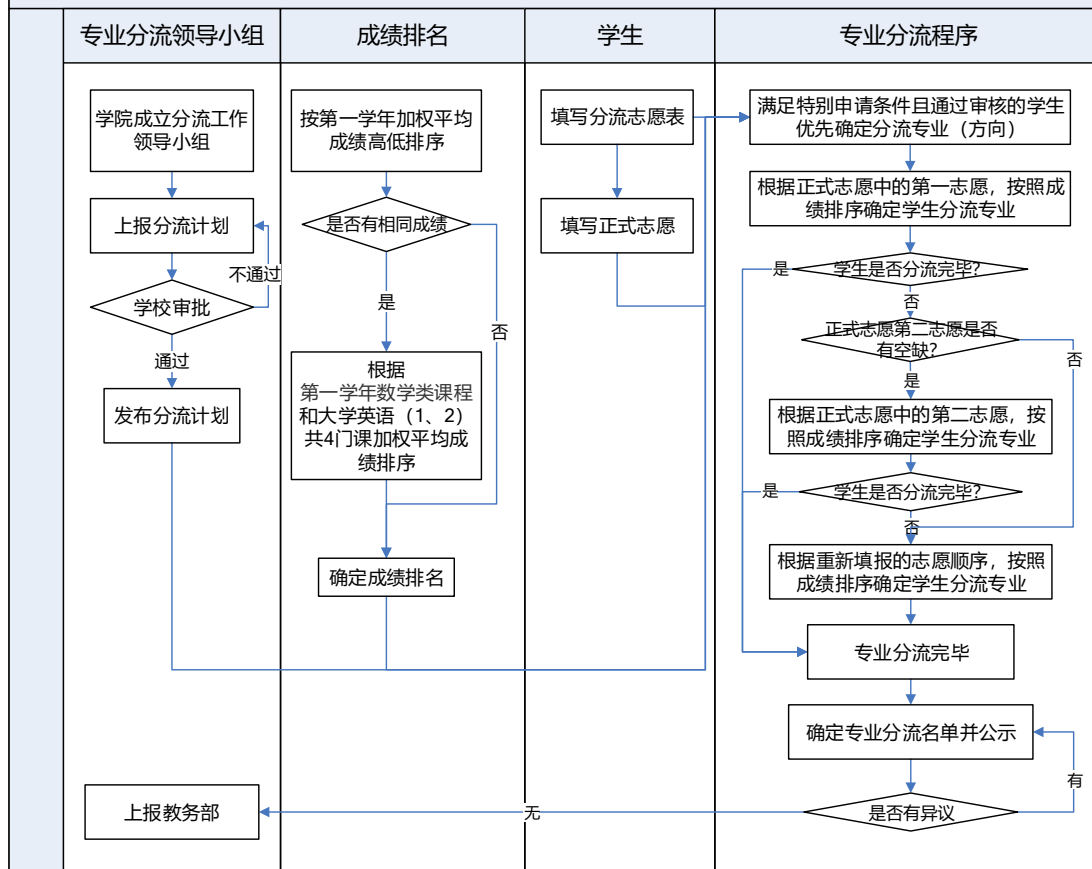 专业分流领导小组
成绩排名
学生
专业分流程序
学院成立分流工作
领导小组
上报分流计划
不通过
学校审批
通过
发布分流计划
上报教务部
按第一学年加权平均
成绩高低排序
是否有相同成绩
是
否
根据
第一学年数学类课程
和大学英语（1、2）
共4门课加权平均成
绩排序
确定成绩排名
填写分流志愿表
填写正式志愿
满足特别申请条件且通过审核的学生
优先确定分流专业（方向）
根据正式志愿中的第一志愿，按照成
绩排序确定学生分流专业
是
学生是否分流完毕？
否
正式志愿第二志愿是否
有空缺？
否
是
根据正式志愿中的第二志愿，按
照成绩排序确定学生分流专业
是
学生是否分流完毕？
否
根据重新填报的志愿顺序，按照
成绩排序确定学生分流专业
专业分流完毕
确定专业分流名单并公示
有
是否有异议
无